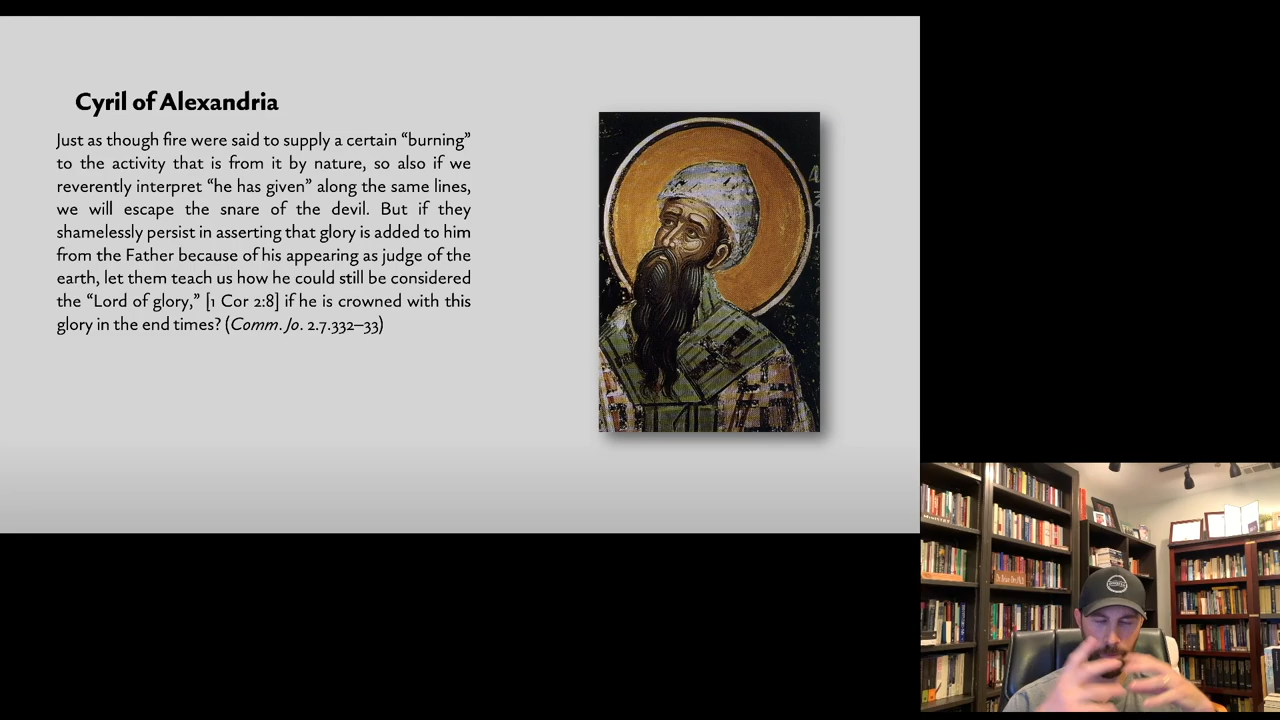 Cyril of Alexandria
Just as though fire were said to supply a certain “burning”
to the activity that is from it by nature, so also if we
reverently interpret “he has given” along the same lines,
we will escape the snare of the devil. But if they
shamelessly persist in asserting that glory is added to him
from the Father because of his appearing as judge of the
earth, let them teach us how he could still be considered
the “Lord of glory,” [1 Cor 2:8] if he is crowned with this
glory in the end times? (Comm. Jo. 2.7.332–33)
MINISTRY